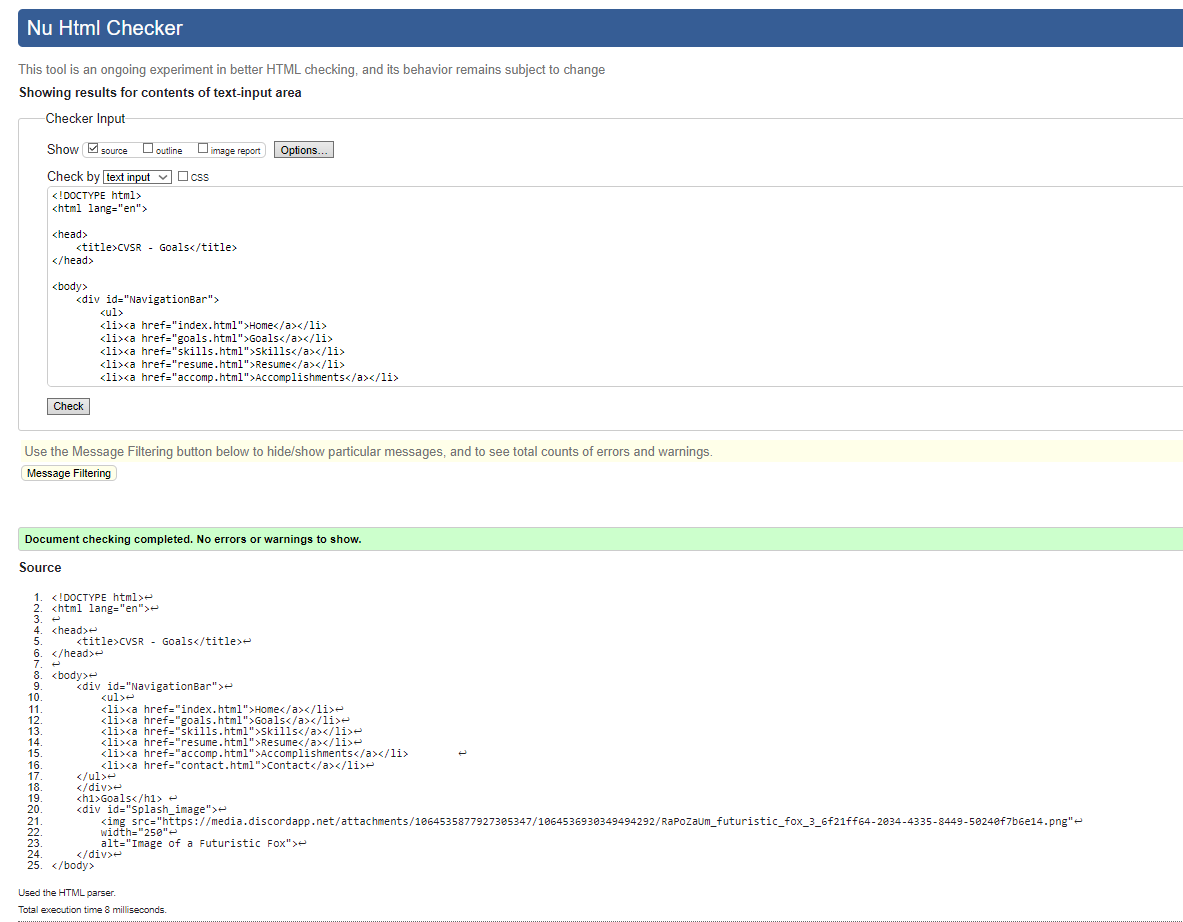 Nu Html Checker
This tool is an ongoing experiment in better HTML checking, and its behavior remains subject to change
Showing results for contents of text-input area
Checker Input
Show source outline image report Options...
Check by text input CSS
<!DOCTYPE html>
<html lang="en">
<head>
    <title>CVSR - Goals</title>
</head>
<body>
    <div id="NavigationBar">
        <ul>
        <li><a href="index.html">Home</a></li>
        <li><a href="goals.html">Goals</a></li>
        <li><a href="skills.html">Skills</a></li>
        <li><a href="resume.html">Resume</a></li>
        <li><a href="accomp.html">Accomplishments</a></li>
Check
Use the Message Filtering button below to hide/show particular messages, and to see total counts of errors and warnings.
Message Filtering
Document checking completed. No errors or warnings to show.
Source
1. <!DOCTYPE html>↩
2. <html lang="en">↩
3. ↩
4. <head>↩
5.     <title>CVSR - Goals</title>↩
6. </head>↩
7. ↩
8. <body>↩
9.     <div id="NavigationBar">↩
10.         <ul>↩
11.         <li><a href="index.html">Home</a></li>↩
12.         <li><a href="goals.html">Goals</a></li>↩
13.         <li><a href="skills.html">Skills</a></li>↩
14.         <li><a href="resume.html">Resume</a></li>↩
15.         <li><a href="accomp.html">Accomplishments</a></li>         ↩
16.         <li><a href="contact.html">Contact</a></li>↩
17.     </ul>↩
18.     </div>↩
19.     <h1>Goals</h1> ↩
20.     <div id="Splash_image">↩
21.         <img src="https://media.discordapp.net/attachments/1064535877927305347/1064536930349494292/RaPoZaUm_futuristic_fox_3_6f21ff64-2034-4335-8449-50240f7b6e14.png"↩
22.         width="250"↩
23.         alt="Image of a Futuristic Fox">↩
24.     </div>↩
25. </body>
Used the HTML parser.
Total execution time 8 milliseconds.